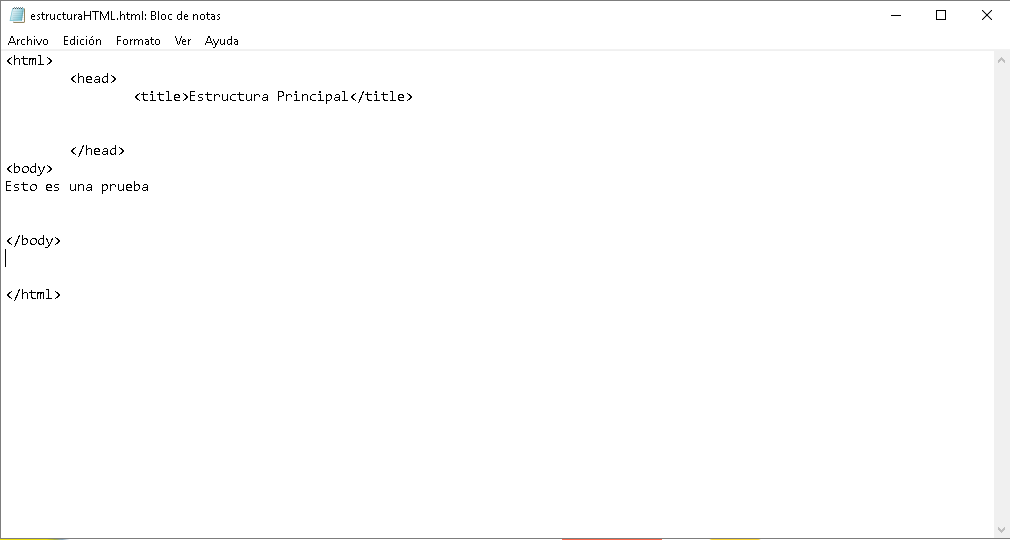 estructuraHTML.html: Bloc de notas
Archivo Edición Formato Ver Ayuda
<html>
<head>
<title>Estructura Principal</title>
</head>
<body>
Esto es una prueba
</body>
</html>